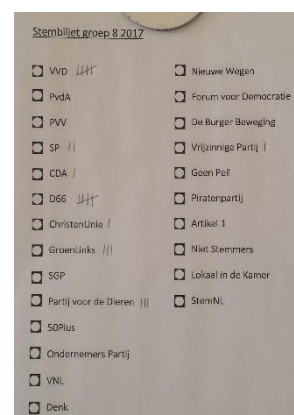 Stembiljet groep 8 2017
VVD
PvdA
PVV
SP ||
CDA |
D66
ChristenUnie |
GroenLinks |||
SGP
Partij voor de Dieren |||
50Plus
Ondernemers Partij
VNL
Denk
Nieuwe Wegen
Forum voor Democratie
De Burger Beweging
Vrijzinnige Partij |
Geen Peil
Piratenpartij
Artikel 1
Niet Stemmers
Lokaal in de Kamer
StemNL